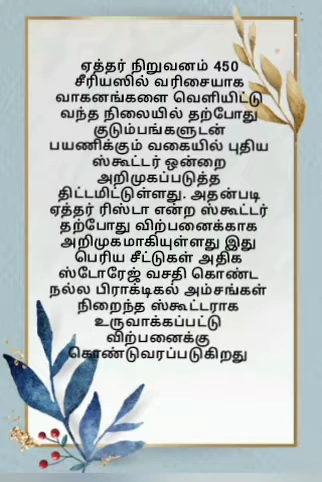 ஏத்தர் நிறுவனம் 450
சீரியஸில் வரிசையாக
வாகனங்களை வெளியிட்டு
வந்த நிலையில் தற்போது
குடும்பங்களுடன்
பயணிக்கும் வகையில் புதிய
ஸ்கூட்டர் ஒன்றை
அறிமுகப்படுத்த
திட்டமிட்டுள்ளது. அதன்படி
ஏத்தர் ரிஸ்டா என்ற ஸ்கூட்டர்
தற்போது விற்பனைக்காக
அறிமுகமாகியுள்ளது இது
பெரிய சீட்டுகள் அதிக
ஸ்டோரேஜ் வசதி கொண்ட
நல்ல பிராக்டிகல் அம்சங்கள்
நிறைந்த ஸ்கூட்டராக
உருவாக்கப்பட்டு
விற்பனைக்கு
கொண்டுவரப்படுகிறது